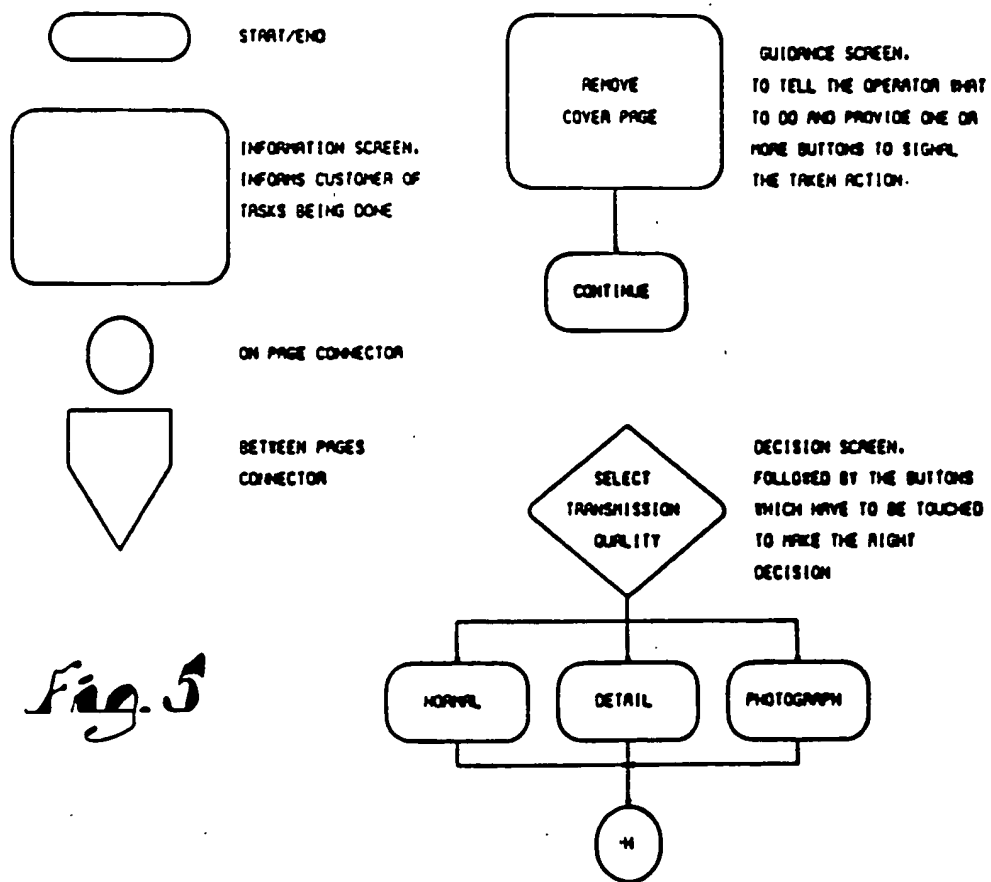 START/END
INFORMATION SCREEN.
INFORMS CUSTOMER OF
TASKS BEING DONE
ON PAGE CONNECTOR
BETWEEN PAGES
CONNECTOR
Fig. 5
REMOVE
COVER PAGE
GUIDANCE SCREEN.
TO TELL THE OPERATOR WHAT
TO DO AND PROVIDE ONE OR
MORE BUTTONS TO SIGNAL
THE TAKEN ACTION.
CONTINUE
SELECT
TRANSMISSION
QUALITY
DECISION SCREEN.
FOLLOWED BY THE BUTTONS
WHICH HAVE TO BE TOUCHED
TO MAKE THE RIGHT
DECISION
NORMAL
DETAIL
PHOTOGRAPH